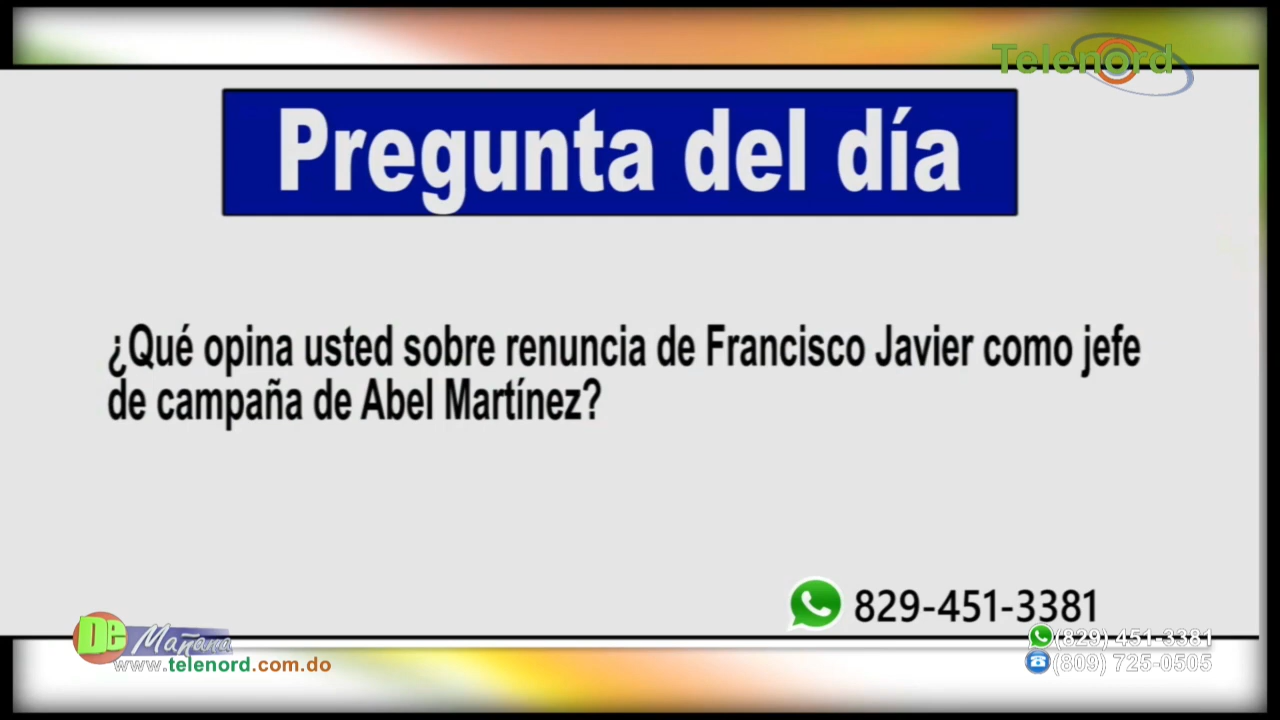 Telenord
Pregunta del día
¿Qué opina usted sobre renuncia de Francisco Javier como jefe
de campaña de Abel Martínez?
829-451-3381
De Mañana
(829) 451-3381
www.telenord.com.do
(809) 725-0505